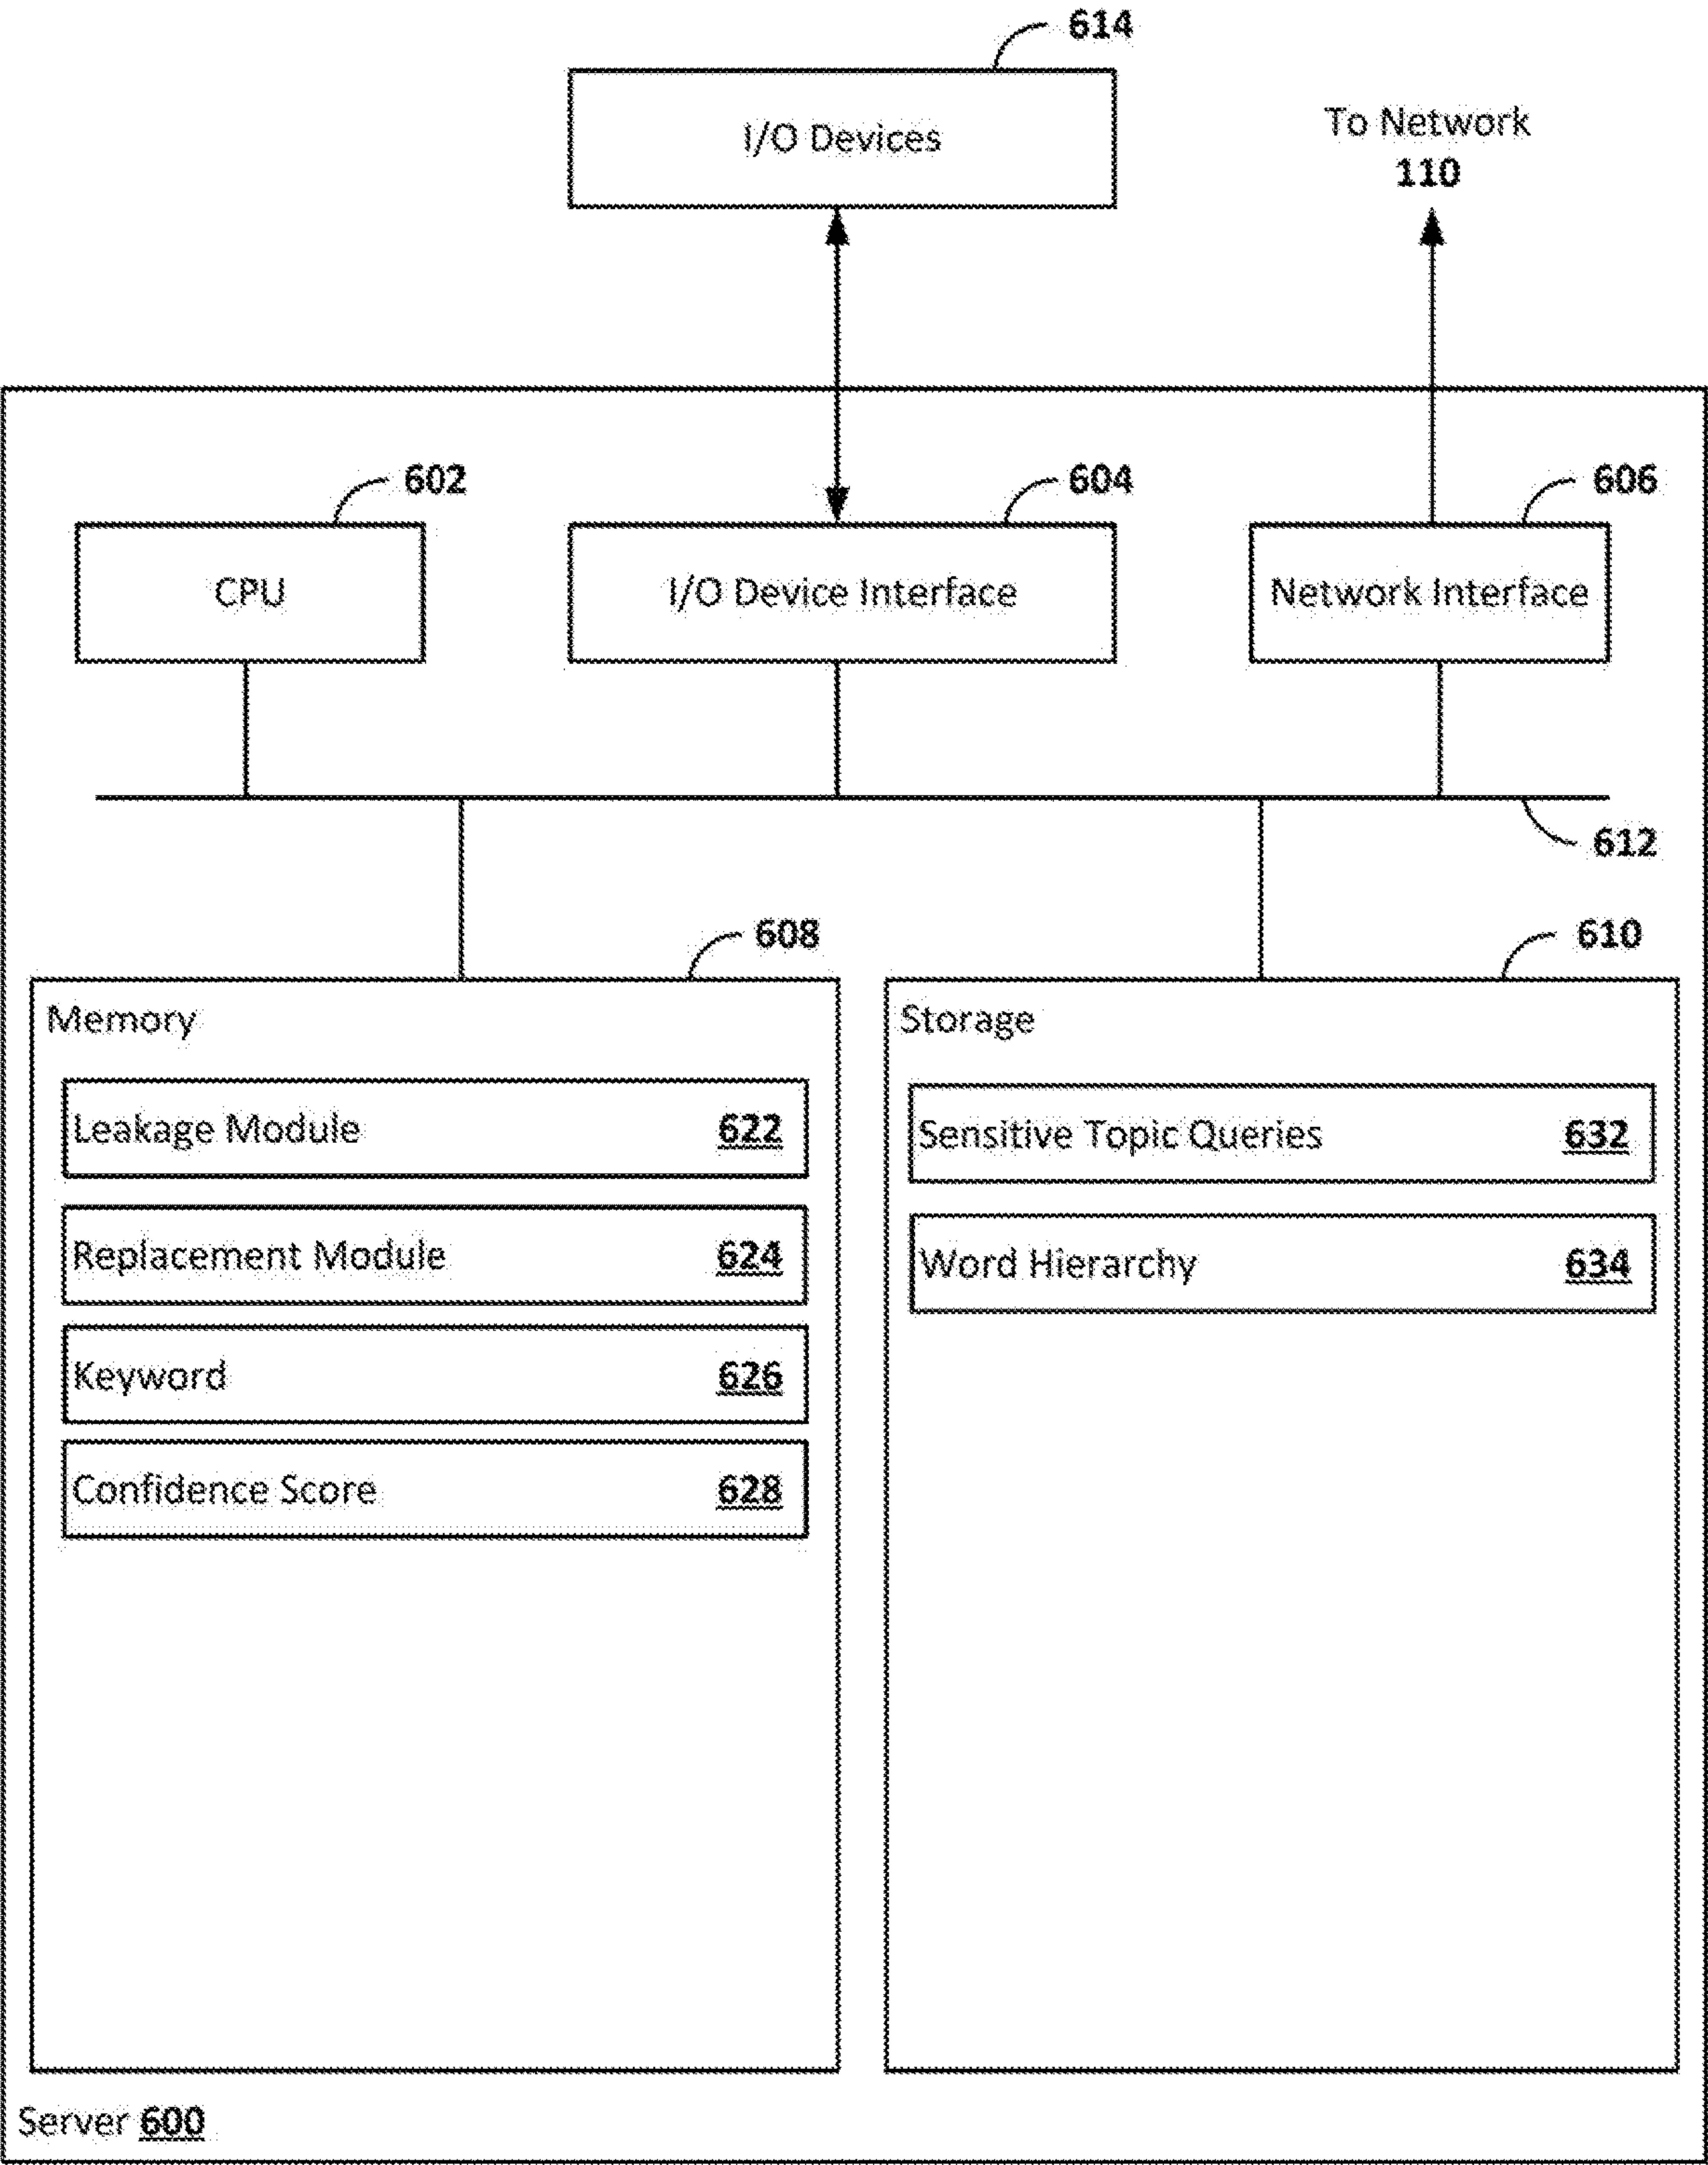 614
I/O Devices
To Network
110
602
604
606
CPU
I/O Device Interface
Network Interface
612
608
610
Memory
Storage
Leakage Module 622
Sensitive Topic Queries 632
Replacement Module 624
Word Hierarchy 634
Keyword 626
Confidence Score 628
Server 600